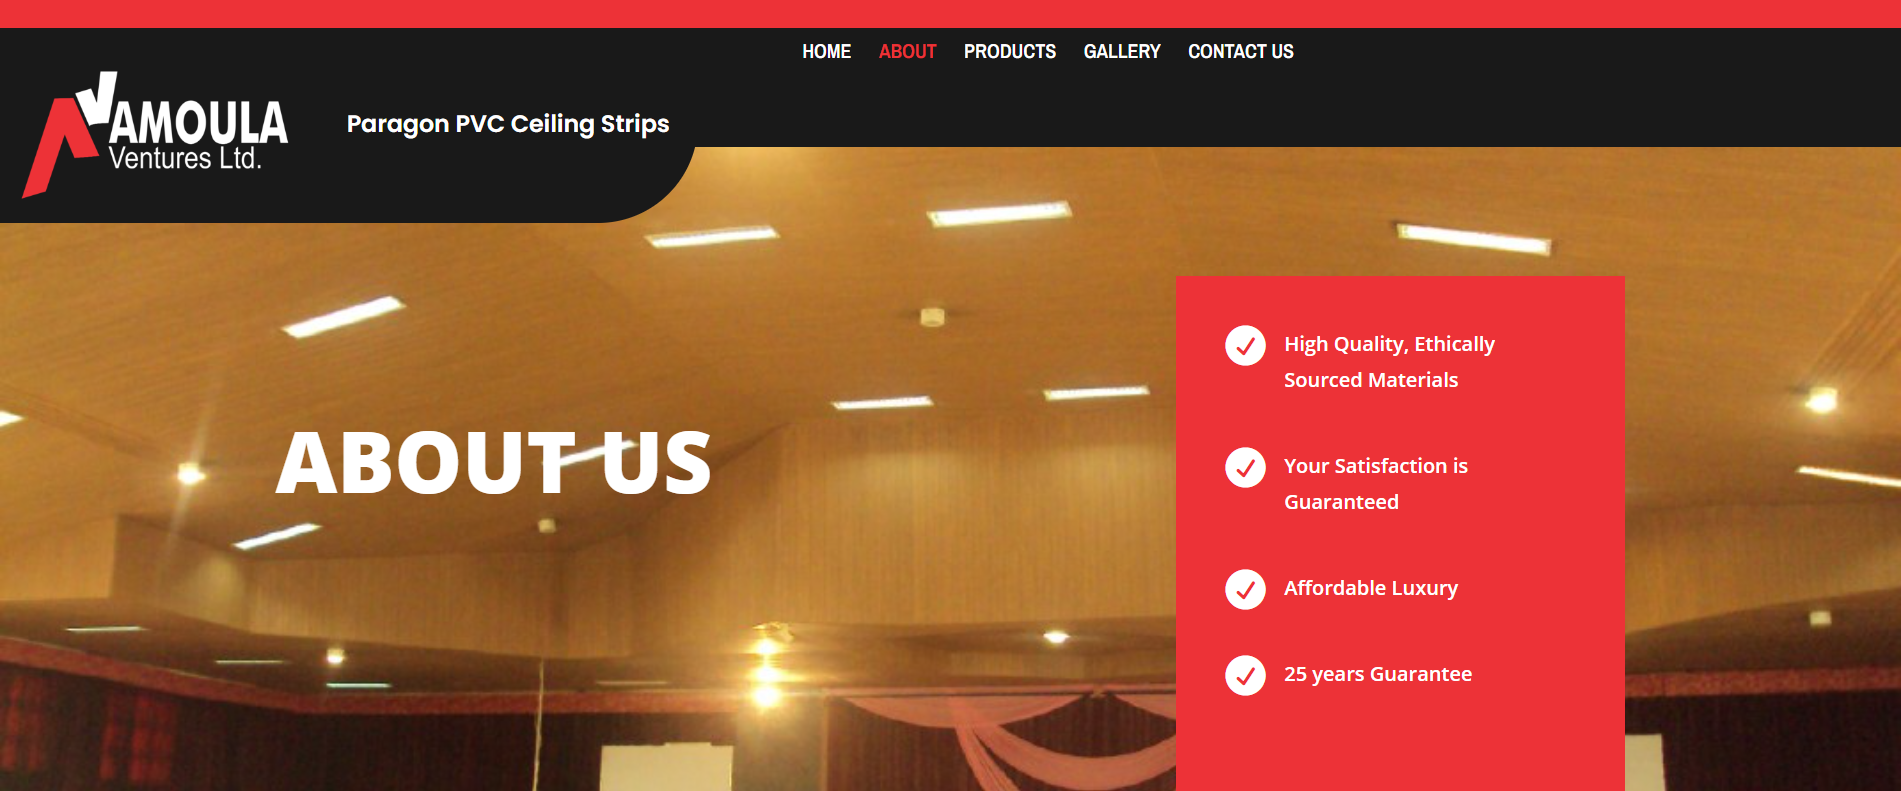 HOME ABOUT PRODUCTS GALLERY CONTACT US
AMOULA
Ventures Ltd.
Paragon PVC Ceiling Strips
ABOUT US
High Quality, Ethically
Sourced Materials
Your Satisfaction is
Guaranteed
Affordable Luxury
25 years Guarantee